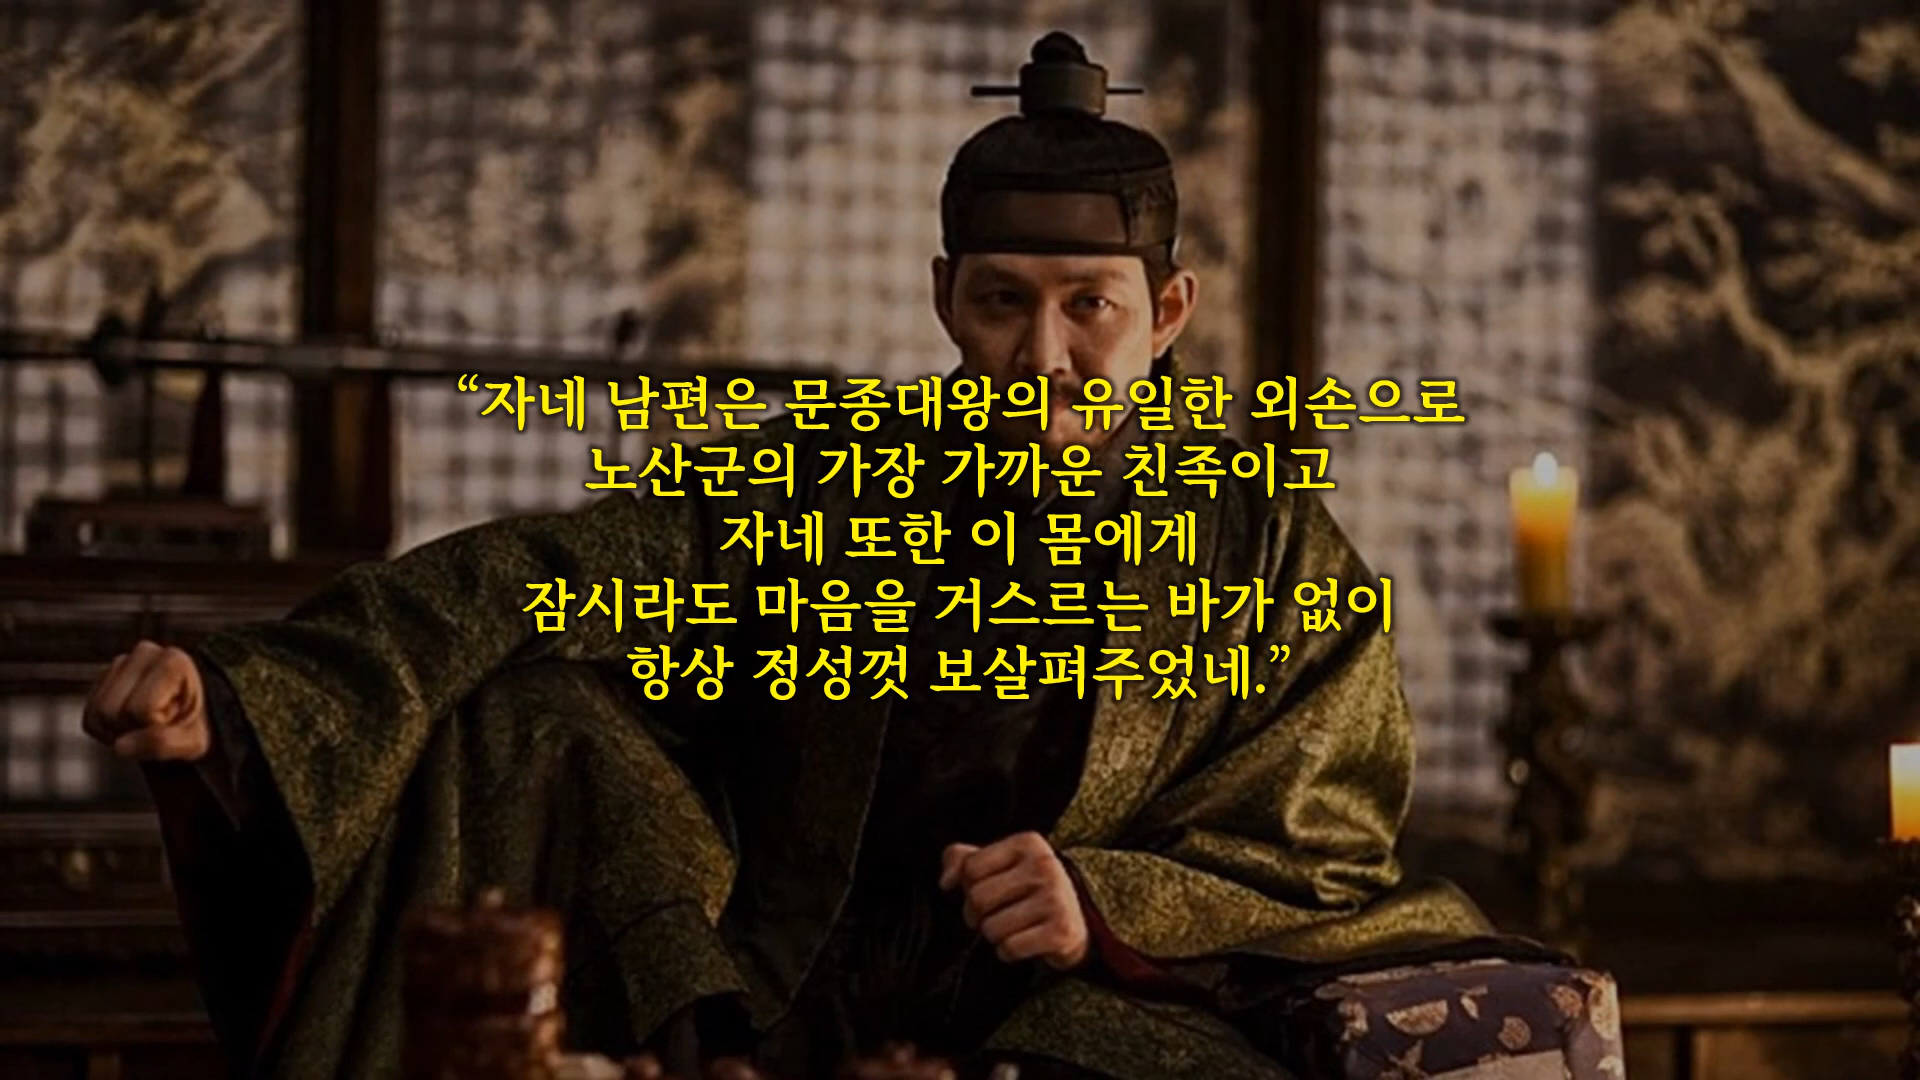 “자네 남편은 문종대왕의 유일한 외손으로
노산군의 가장 가까운 친족이고
자네 또한 이 몸에게
잠시라도 마음을 거스르는 바가 없이
항상 정성껏 보살펴주었네.”